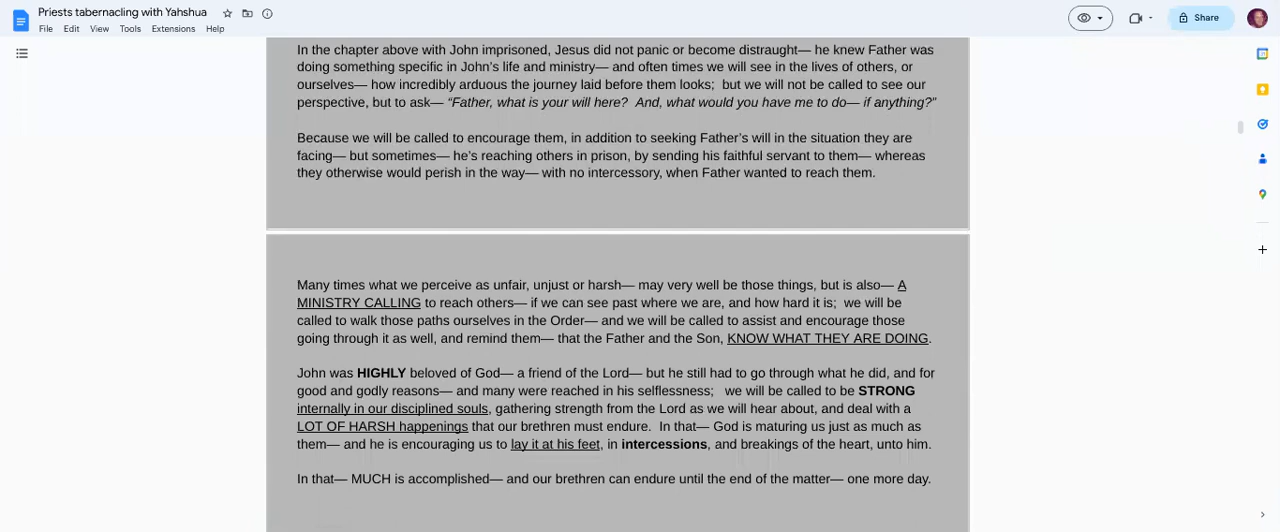 Priests tabernacling with Yahshua
File Edit View Tools Extensions Help
Share
In the chapter above with John imprisoned, Jesus did not panic or become distraught— he knew Father was
doing something specific in John's life and ministry— and often times we will see in the lives of others, or
ourselves— how incredibly arduous the journey laid before them looks;  but we will not be called to see our
perspective, but to ask— “Father, what is your will here?  And, what would you have me to do— if anything?”
Because we will be called to encourage them, in addition to seeking Father's will in the situation they are
facing— but sometimes— he's reaching others in prison, by sending his faithful servant to them— whereas
they otherwise would perish in the way— with no intercessory, when Father wanted to reach them.
Many times what we perceive as unfair, unjust or harsh— may very well be those things, but is also— A
MINISTRY CALLING to reach others— if we can see past where we are, and how hard it is;  we will be
called to walk those paths ourselves in the Order— and we will be called to assist and encourage those
going through it as well, and remind them— that the Father and the Son, KNOW WHAT THEY ARE DOING.
John was HIGHLY beloved of God— a friend of the Lord— but he still had to go through what he did, and for
good and godly reasons— and many were reached in his selflessness;   we will be called to be STRONG
internally in our disciplined souls, gathering strength from the Lord as we will hear about, and deal with a
LOT OF HARSH happenings that our brethren must endure.  In that— God is maturing us just as much as
them— and he is encouraging us to lay it at his feet, in intercessions, and breakings of the heart, unto him.
In that— MUCH is accomplished— and our brethren can endure until the end of the matter— one more day.